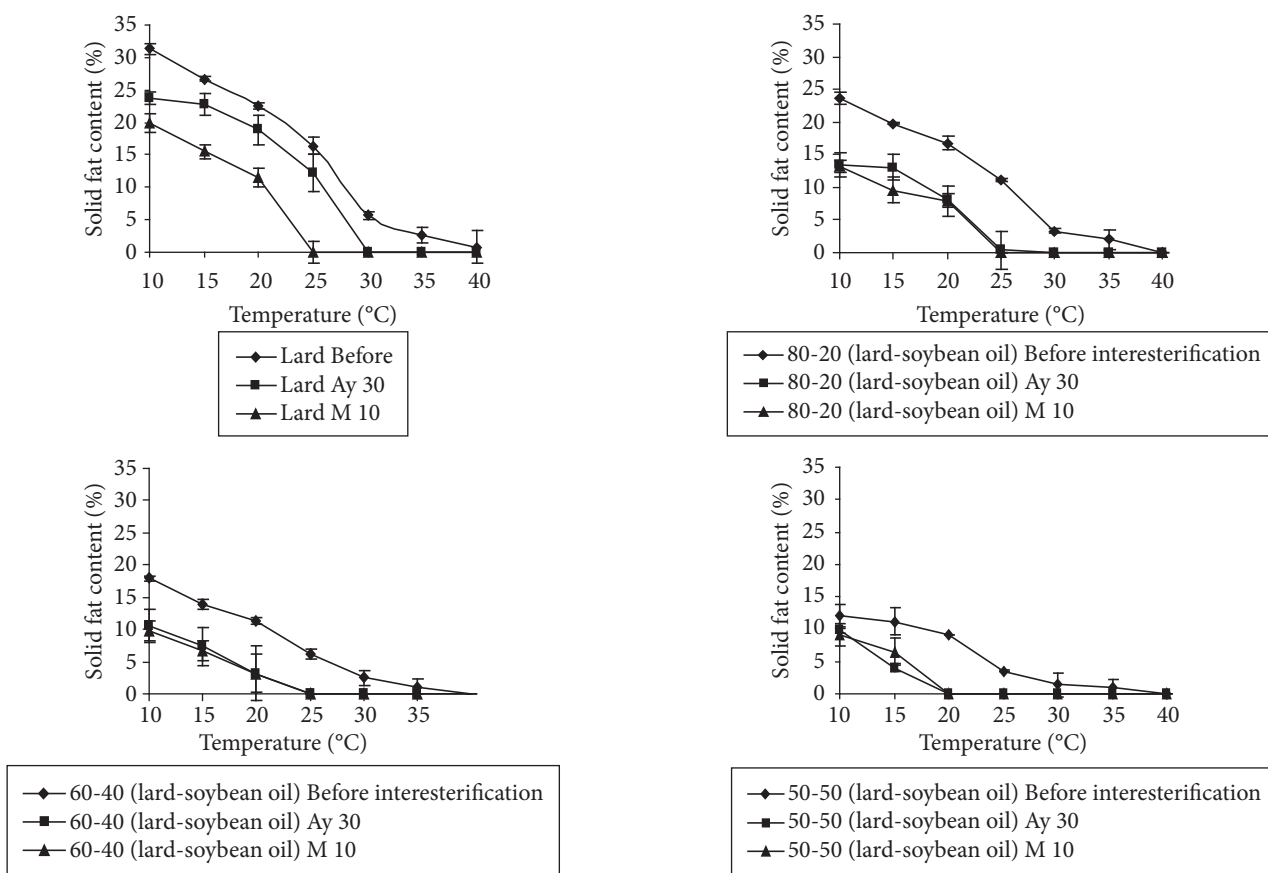 Solid fat content (%)
35
30
25
20
15
10
5
0
10 15 20 25 30 35 40
Temperature (°C)
Lard Before
Lard Ay 30
Lard M 10
Solid fat content (%)
35
30
25
20
15
10
5
0
10 15 20 25 30 35 40
Temperature (°C)
80-20 (lard-soybean oil) Before interesterification
80-20 (lard-soybean oil) Ay 30
80-20 (lard-soybean oil) M 10
Solid fat content (%)
35
30
25
20
15
10
5
0
10 15 20 25 30 35
Temperature (°C)
60-40 (lard-soybean oil) Before interesterification
60-40 (lard-soybean oil) Ay 30
60-40 (lard-soybean oil) M 10
Solid fat content (%)
35
30
25
20
15
10
5
0
10 15 20 25 30 35 40
Temperature (°C)
50-50 (lard-soybean oil) Before interesterification
50-50 (lard-soybean oil) Ay 30
50-50 (lard-soybean oil) M 10